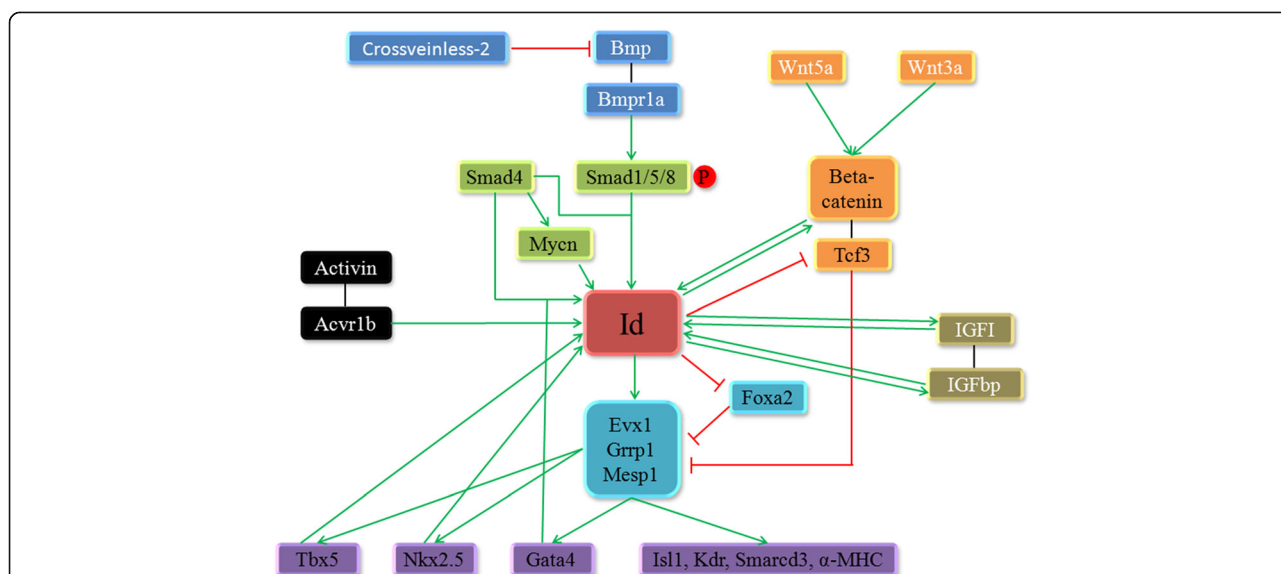 Crossveinless-2
Bmp
Wnt5a
Wnt3a
Bmpr1a
Smad4
Smad1/5/8
P
Beta-
catenin
Mycn
Tcf3
Activin
Acvr1b
Id
IGFI
IGFbp
Foxa2
Evx1
Grrp1
Mesp1
Tbx5
Nkx2.5
Gata4
Isl1, Kdr, Smarcd3, α-MHC